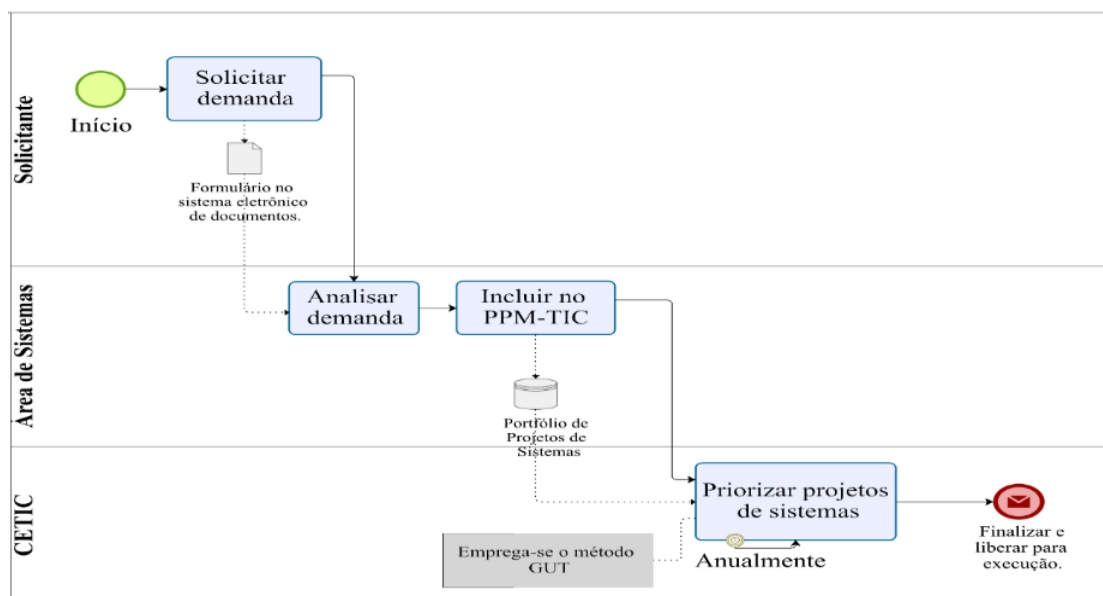 Solicitante
Início
Solicitar
demanda
Formulário no
sistema eletrônico
de documentos.
Área de Sistemas
Analisar
demanda
Incluir no
PPM-TIC
Portfólio de
Projetos de
Sistemas
CETIC
Priorizar projetos
de sistemas
Anualmente
Emprega-se o método
GUT
Finalizar e
liberar para
execução.